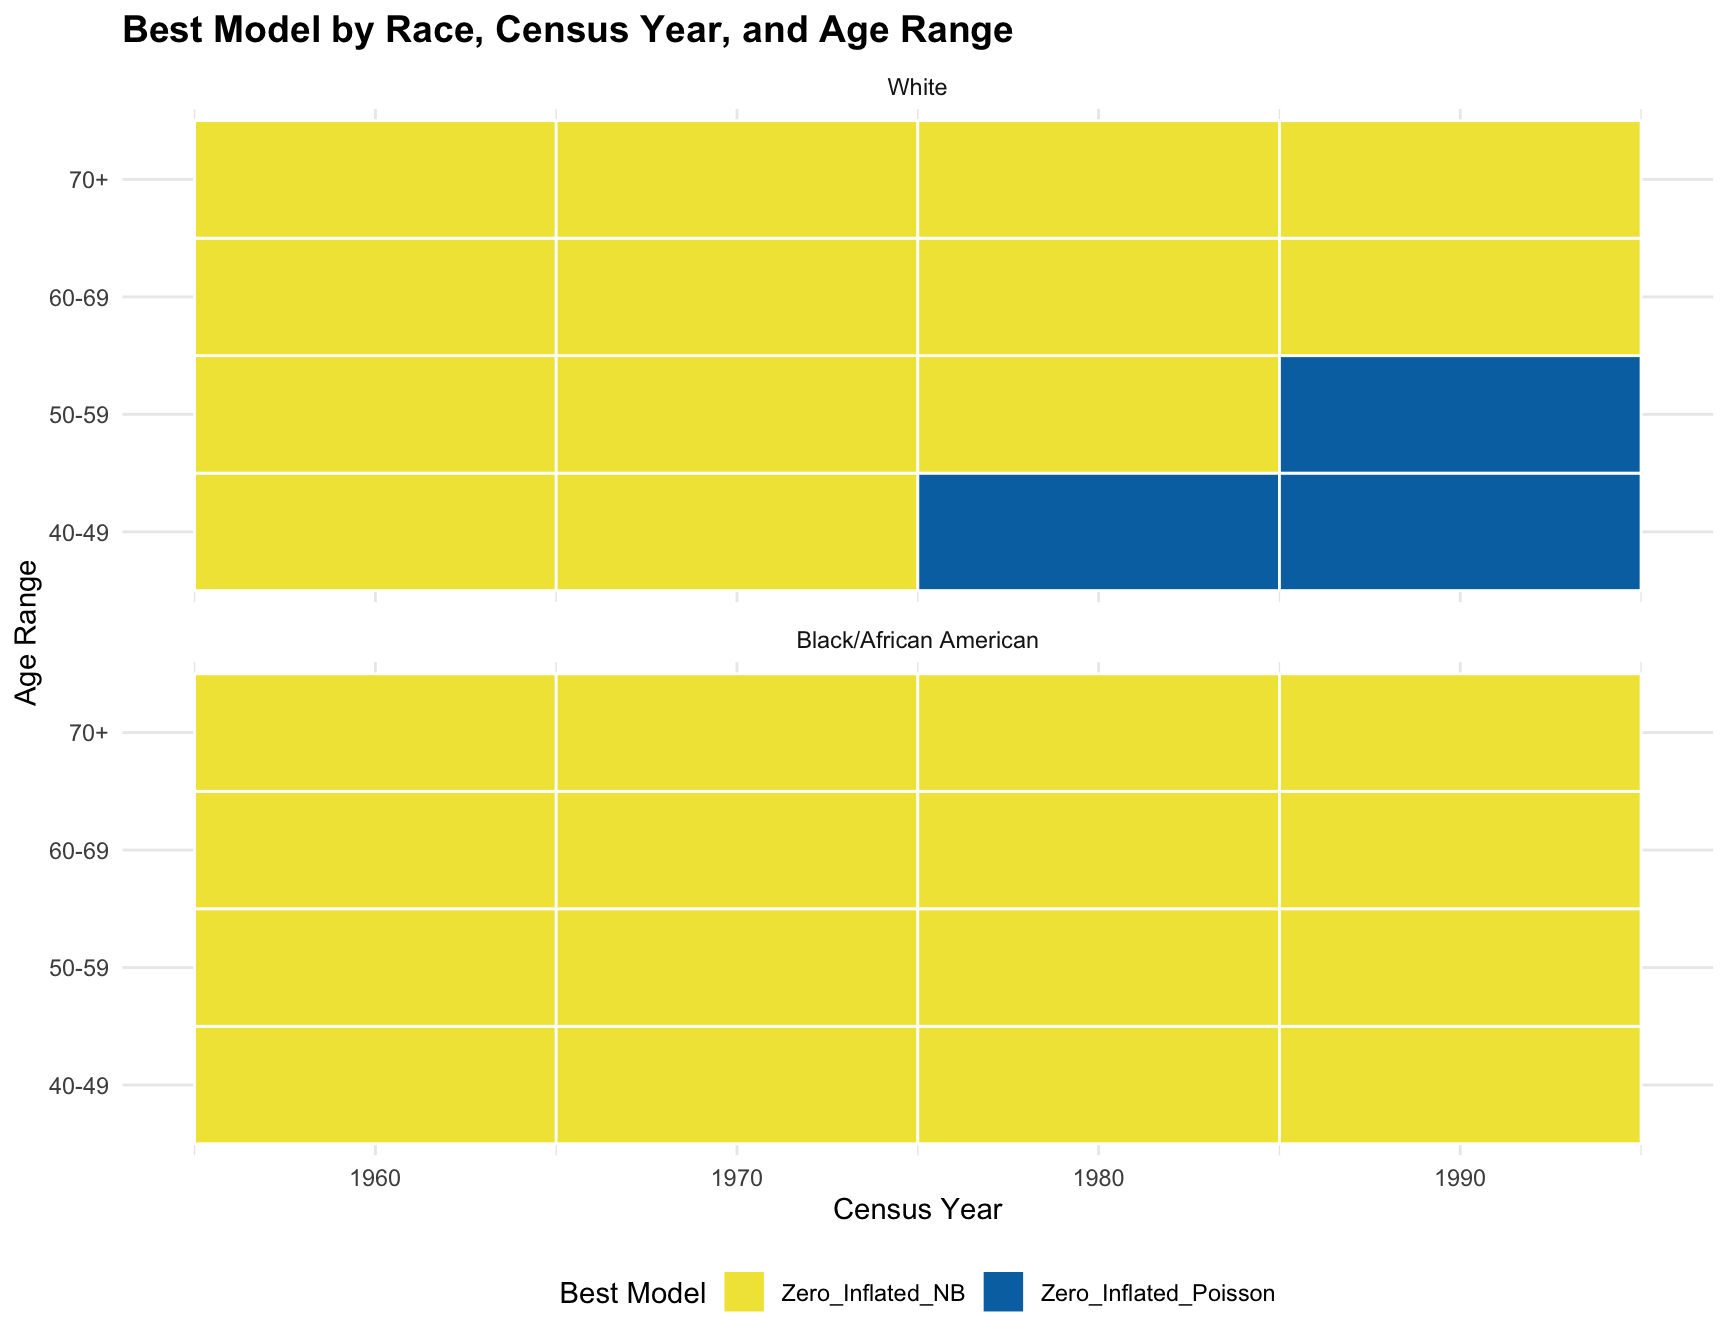 Best Model by Race, Census Year, and Age Range
White
70+
60-69
50-59
40-49
Age Range
Black/African American
70+
60-69
50-59
40-49
1960 1970 1980 1990
Census Year
Best Model Zero_Inflated_NB Zero_Inflated_Poisson